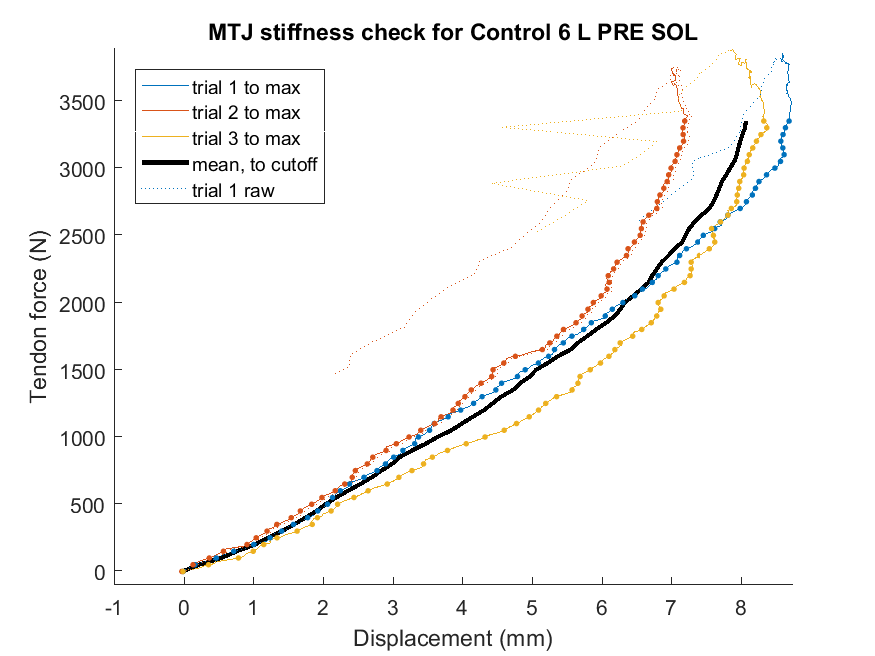 MTJ stiffness check for Control 6 L PRE SOL
trial 1 to max
trial 2 to max
trial 3 to max
mean, to cutoff
trial 1 raw
Tendon force (N)
3500
3000
2500
2000
1500
1000
500
0
-1 0 1 2 3 4 5 6 7 8
Displacement (mm)